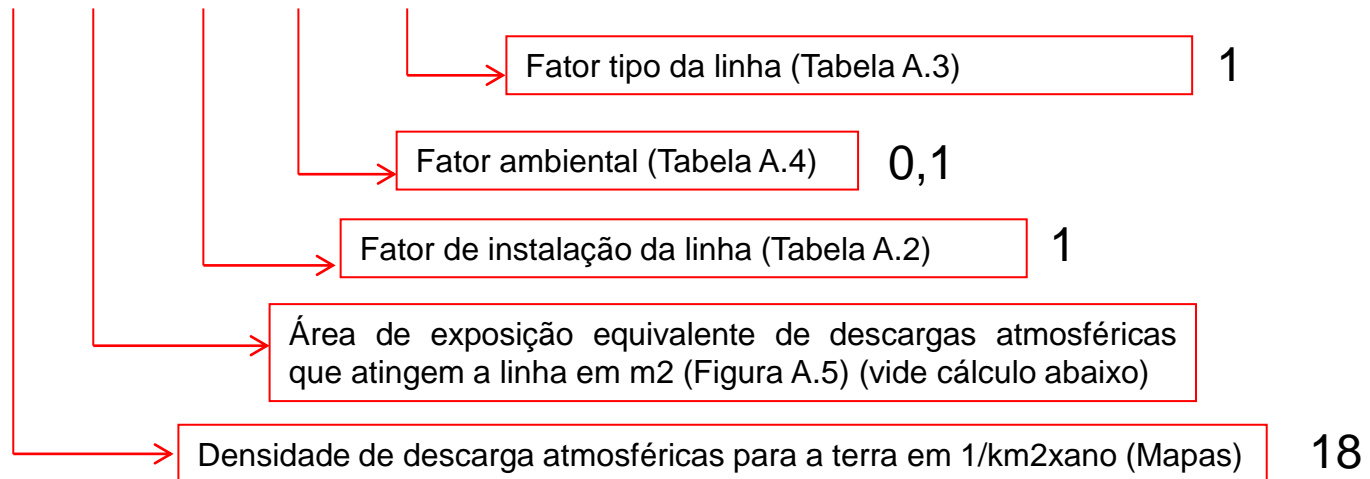 Fator tipo da linha (Tabela A.3) 1
Fator ambiental (Tabela A.4) 0,1
Fator de instalação da linha (Tabela A.2) 1
Área de exposição equivalente de descargas atmosféricas
que atingem a linha em m2 (Figura A.5) (vide cálculo abaixo)
Densidade de descarga atmosféricas para a terra em 1/km2xano (Mapas) 18